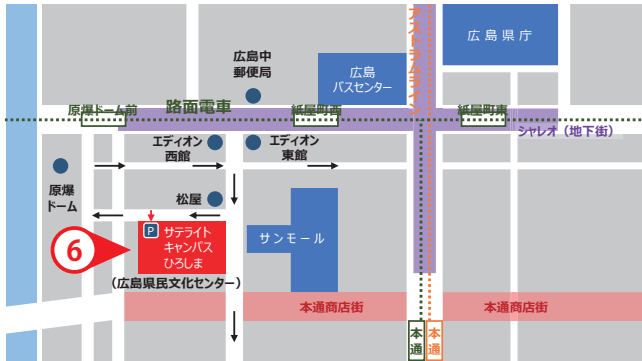 アストラムライン
広島県庁
広島中
郵便局
広島
バスセンター
原爆ドーム前
路面電車
紙屋町西
紙屋町東
シャレオ（地下街）
エディオン
西館
エディオン
東館
原爆
ドーム
松屋
P
サテライト
キャンパス
ひろしま
サンモール
6
（広島県民文化センター）
本通商店街
本通商店街
本通
本通